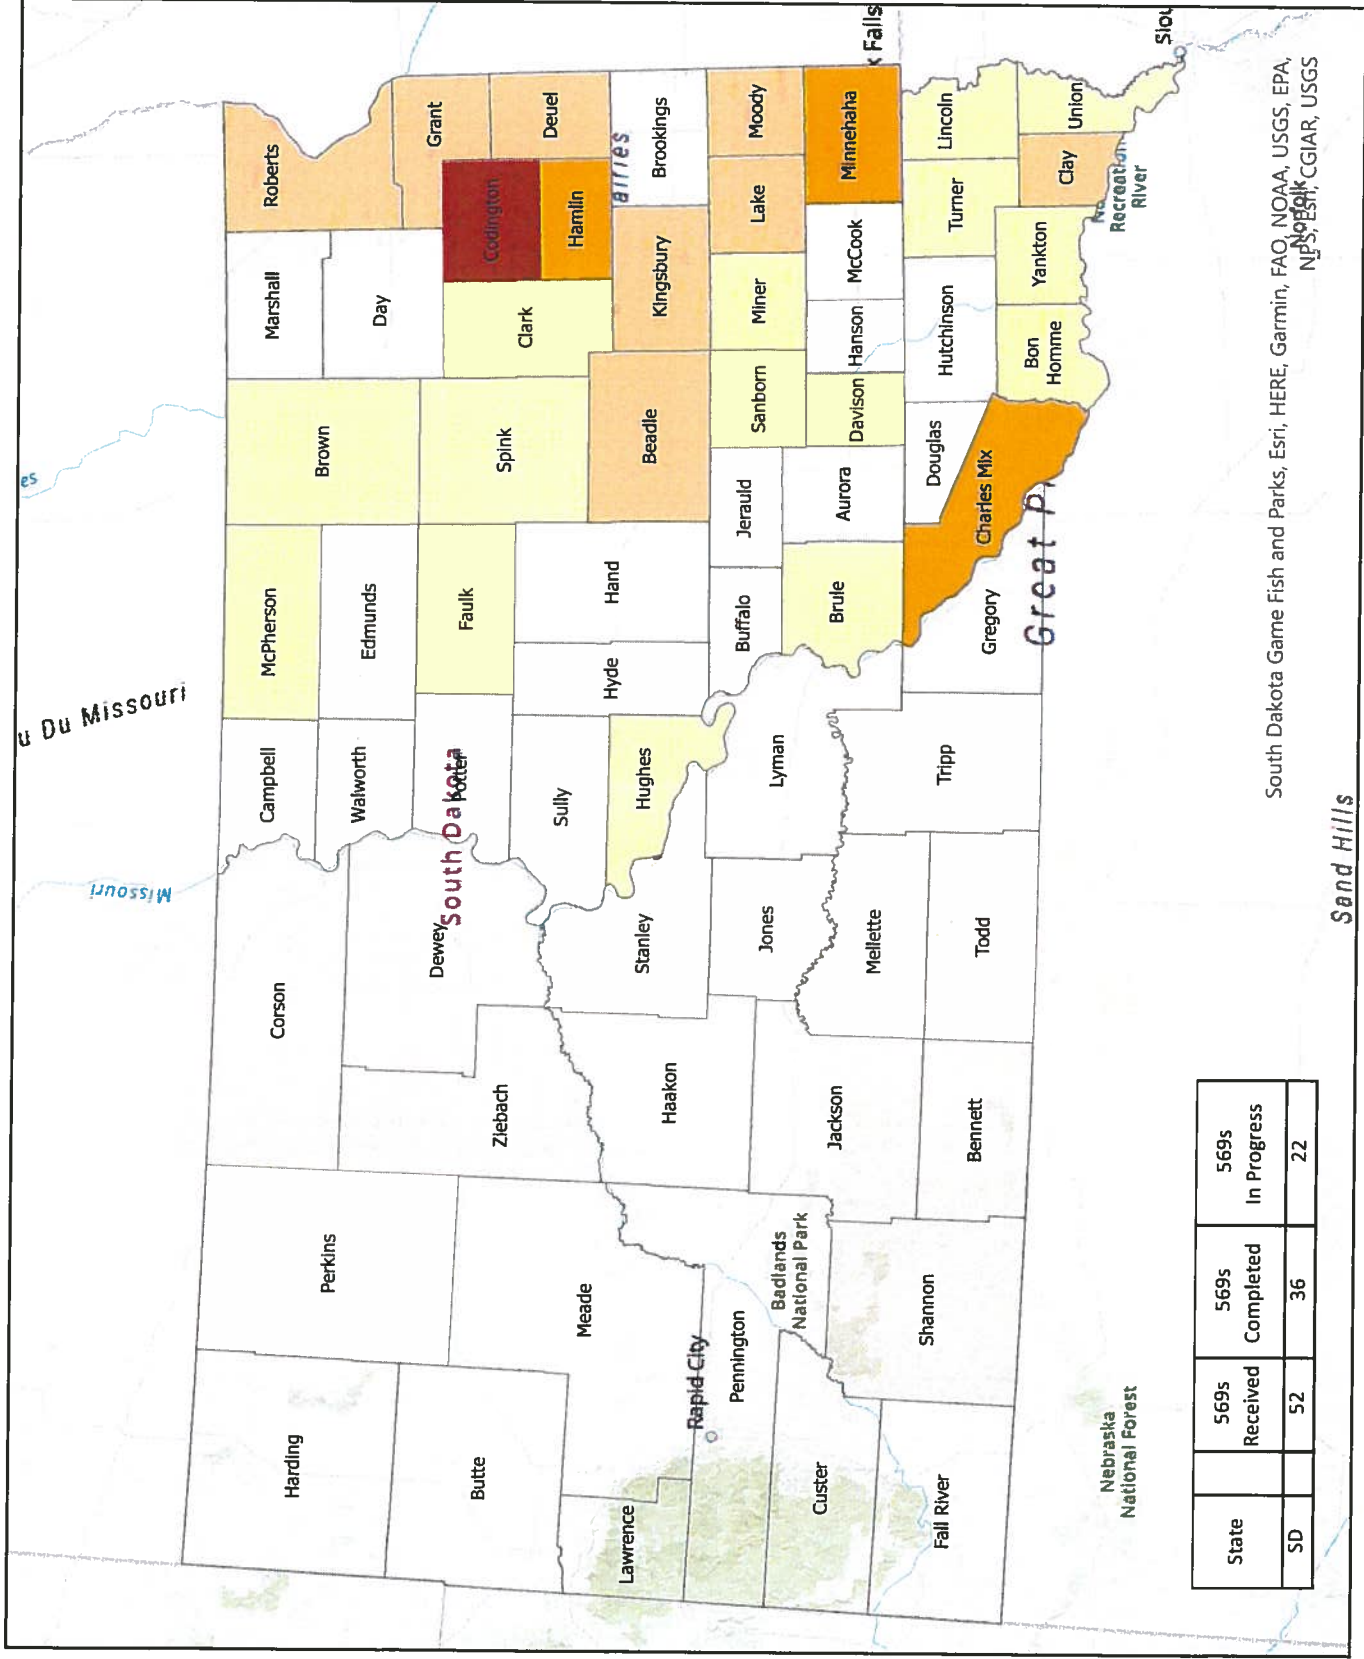 u Du Missouri
es
Missouri
South Dakota
Harding
Perkins
Corson
Campbell
McPherson
Brown
Marshall
Roberts
Walworth
Edmunds
Day
Grant
Butte
Meade
Ziebach
Dewey
Potter
Faulk
Spink
Clark
Codington
Deuel
Hamlin
Lawrence
Haakon
Stanley
Sully
Hughes
Hyde
Hand
Beadle
Kingsbury
Brookings
airies
Rapid City
Pennington
Jones
Lyman
Buffalo
Jerauld
Sanborn
Miner
Lake
Moody
Badlands
National Park
Custer
Jackson
Mellette
Brule
Aurora
Davison
Hanson
McCook
Minnehaha
x Falls
Fall River
Shannon
Bennett
Todd
Tripp
Gregory
Charles Mix
Douglas
Hutchinson
Turner
Lincoln
Bon
Homme
Yankton
Clay
Union
Great P
Recreation
River
Siou
Nebraska
National Forest
Norfolk
Sand Hills
South Dakota Game Fish and Parks, Esri, HERE, Garmin, FAO, NOAA, USGS, EPA,
NPS, Esri, CGIAR, USGS
State 569s Received 569s Completed 569s In Progress
SD 52 36 22